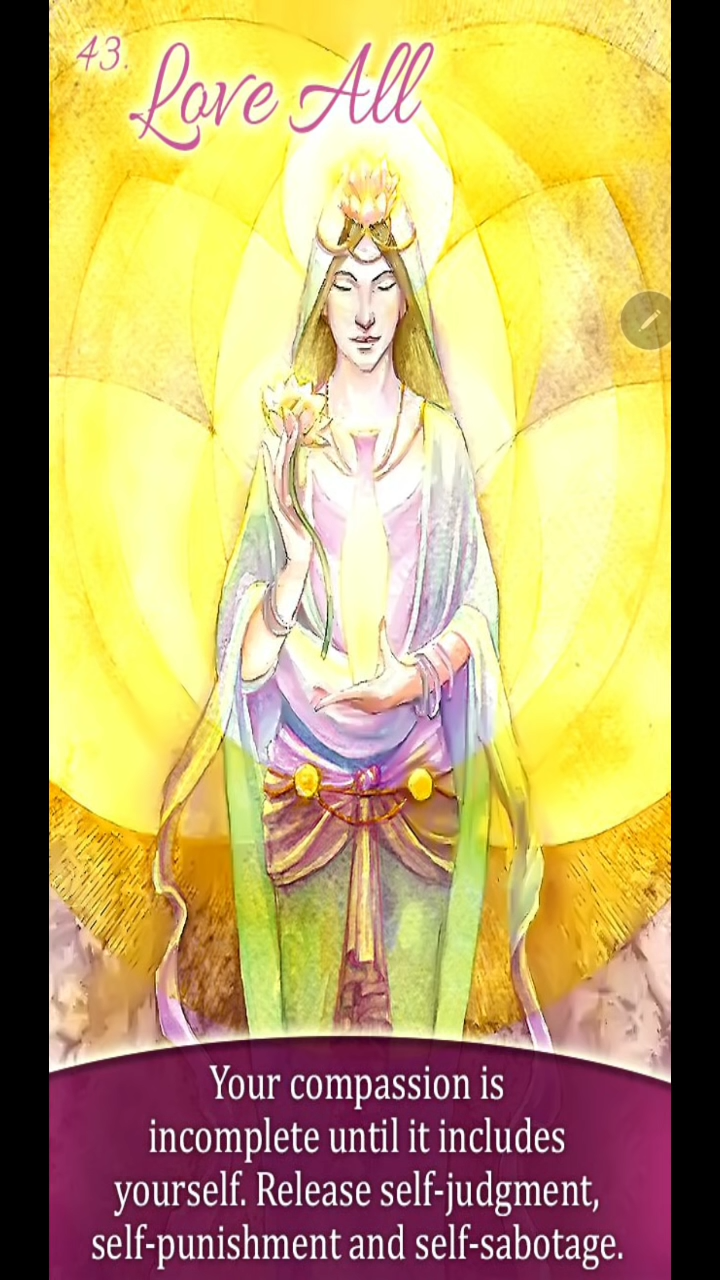 43. Love All
Your compassion is
incomplete until it includes
yourself. Release self-judgment,
self-punishment and self-sabotage.